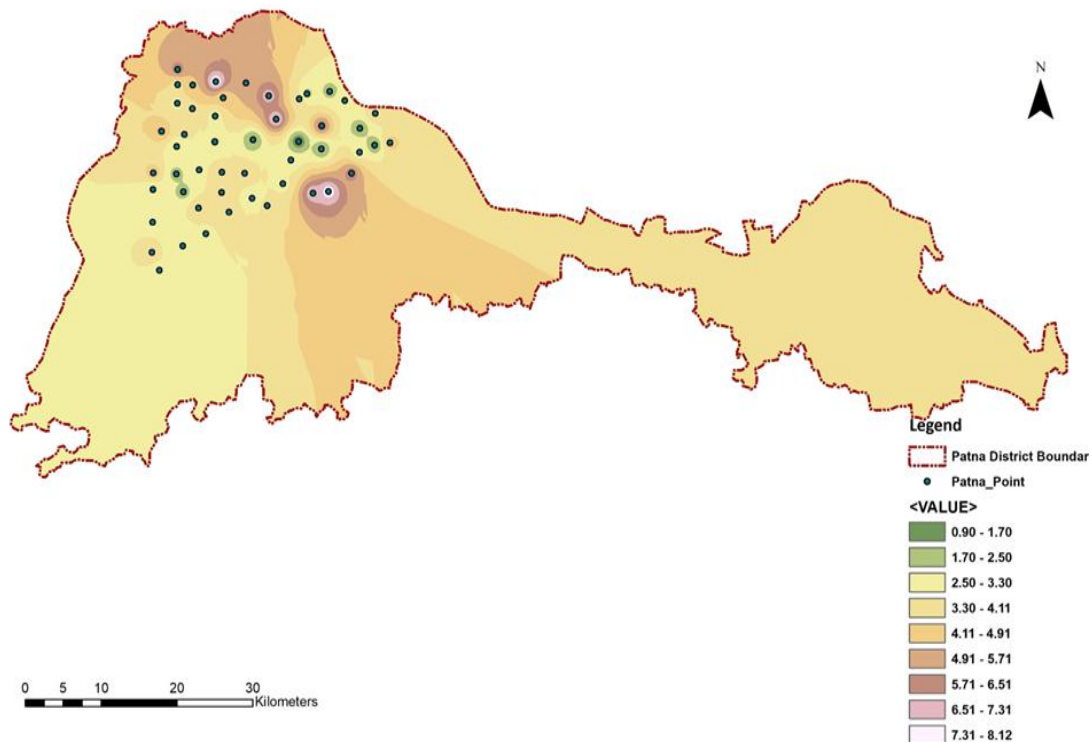 N
Legend
Patna District Boundar
Patna_Point
<VALUE>
0.90 - 1.70
1.70 - 2.50
2.50 - 3.30
3.30 - 4.11
4.11 - 4.91
4.91 - 5.71
5.71 - 6.51
6.51 - 7.31
7.31 - 8.12
0 5 10 20 30
Kilometers